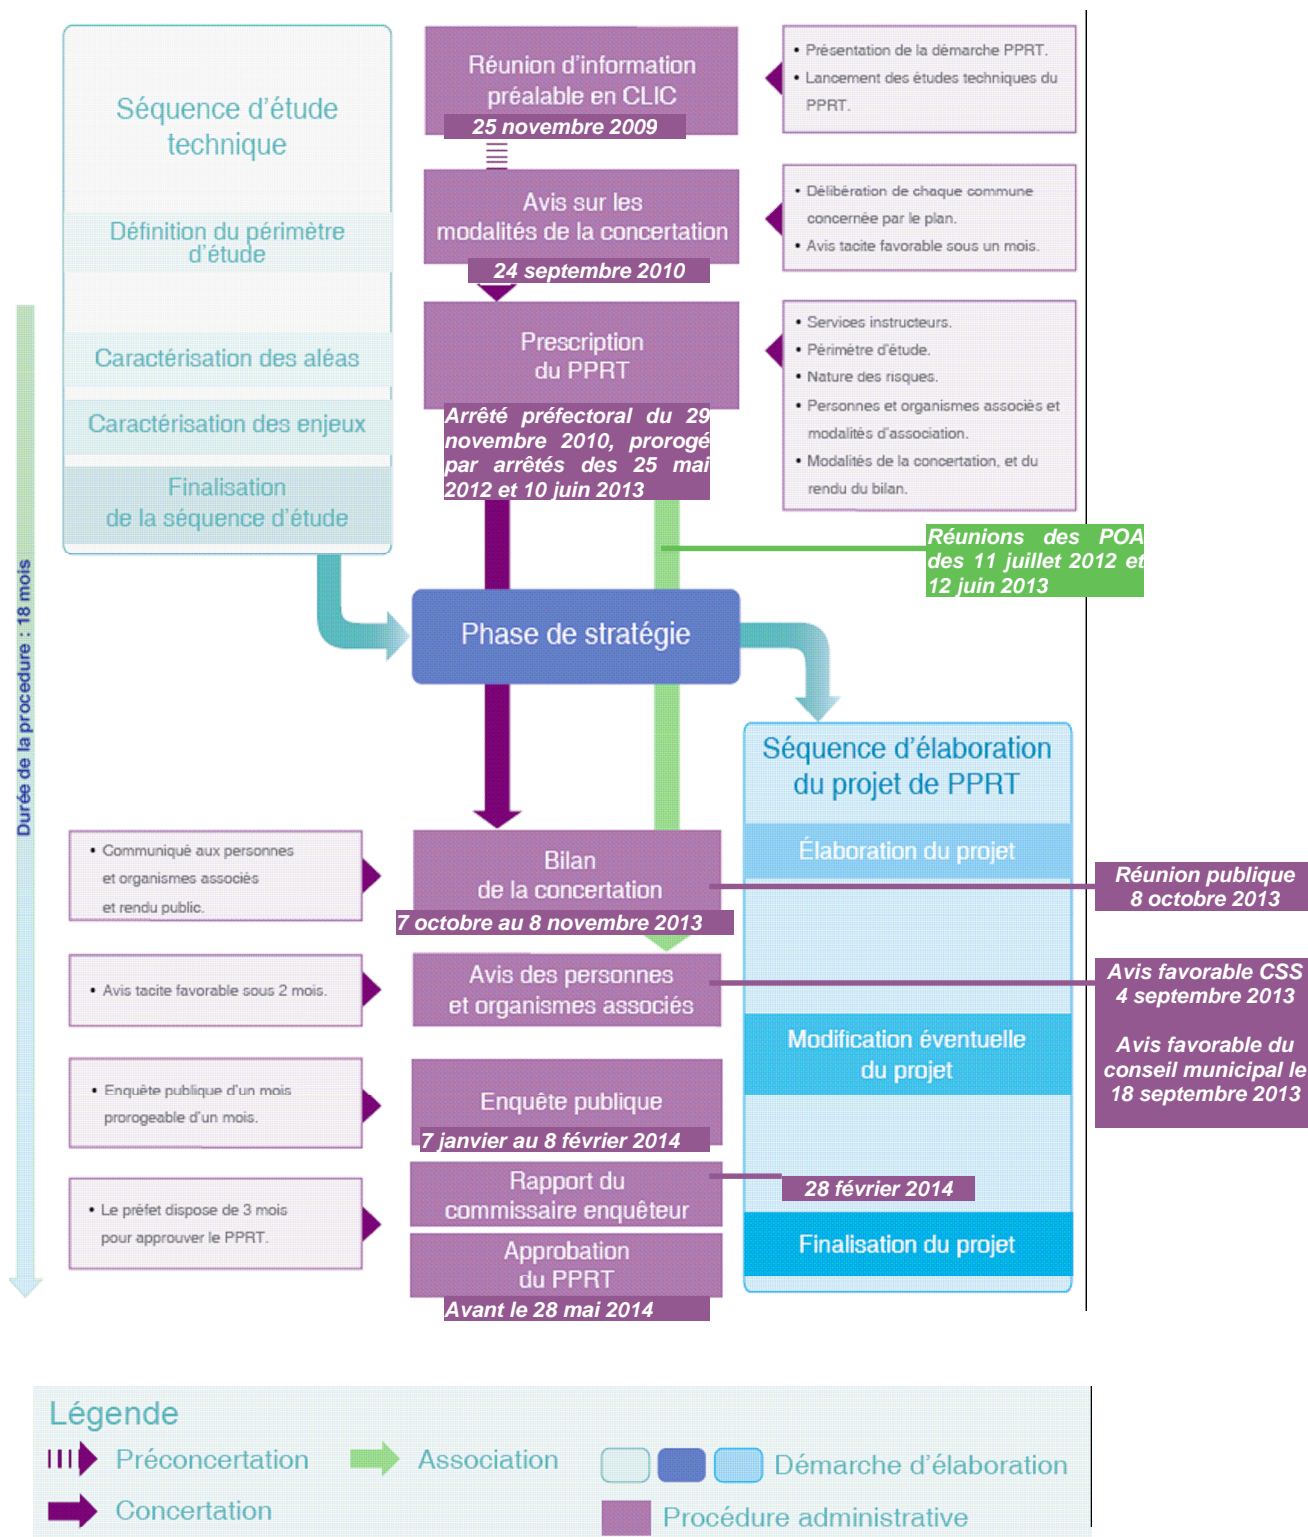 Séquence d'étude
technique
Définition du périmètre
d'étude
Caractérisation des aléas
Caractérisation des enjeux
Finalisation
de la séquence d'étude
Durée de la procedure : 18 mois
Réunion d'information
préalable en CLIC
25 novembre 2009
• Présentation de la démarche PPRT.
• Lancement des études techniques du
PPRT.
Avis sur les
modalités de la concertation
24 septembre 2010
• Délibération de chaque commune
concernée par le plan.
• Avis tacite favorable sous un mois.
Prescription
du PPRT
Arrêté préfectoral du 29
novembre 2010, prorogé
par arrêtés des 25 mai
2012 et 10 juin 2013
• Services instructeurs.
• Périmètre d'étude.
• Nature des risques.
• Personnes et organismes associés et
modalités d'association.
• Modalités de la concertation, et du
rendu du bilan.
Réunions des POA
des 11 juillet 2012 et
12 juin 2013
Phase de stratégie
Séquence d'élaboration
du projet de PPRT
Élaboration du projet
Modification éventuelle
du projet
Finalisation du projet
• Communiqué aux personnes
et organismes associés
et rendu public.
Bilan
de la concertation
7 octobre au 8 novembre 2013
Réunion publique
8 octobre 2013
• Avis tacite favorable sous 2 mois.
Avis des personnes
et organismes associés
Avis favorable CSS
4 septembre 2013
Avis favorable du
conseil municipal le
18 septembre 2013
• Enquête publique d'un mois
prorogeable d'un mois.
Enquête publique
7 janvier au 8 février 2014
Rapport du
commissaire enquêteur
28 février 2014
• Le préfet dispose de 3 mois
pour approuver le PPRT.
Approbation
du PPRT
Avant le 28 mai 2014
Légende
Préconcertation
Association
Démarche d'élaboration
Concertation
Procédure administrative